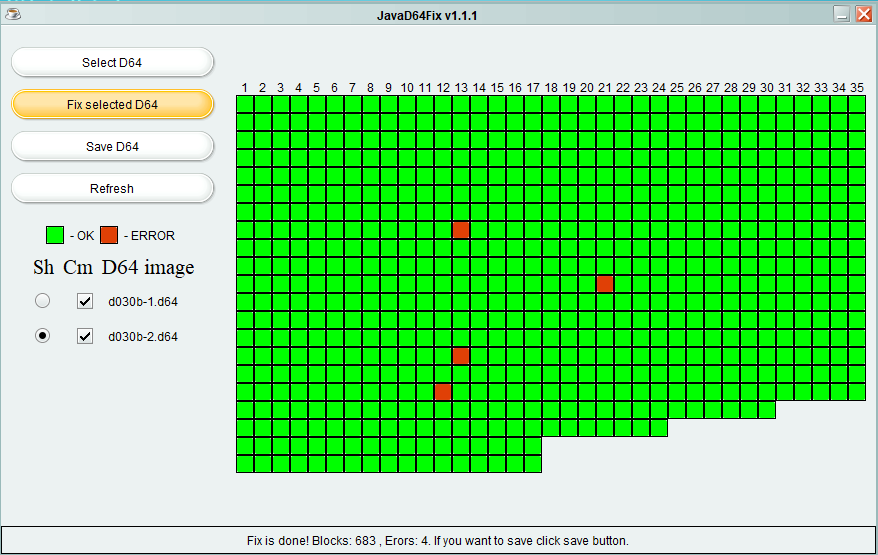 JavaD64Fix v1.1.1
Select D64
Fix selected D64
Save D64
Refresh
- OK - ERROR
Sh Cm D64 image
d030b-1.d64
d030b-2.d64
1 2 3 4 5 6 7 8 9 10 11 12 13 14 15 16 17 18 19 20 21 22 23 24 25 26 27 28 29 30 31 32 33 34 35
Fix is done! Blocks: 683 , Erors: 4. If you want to save click save button.